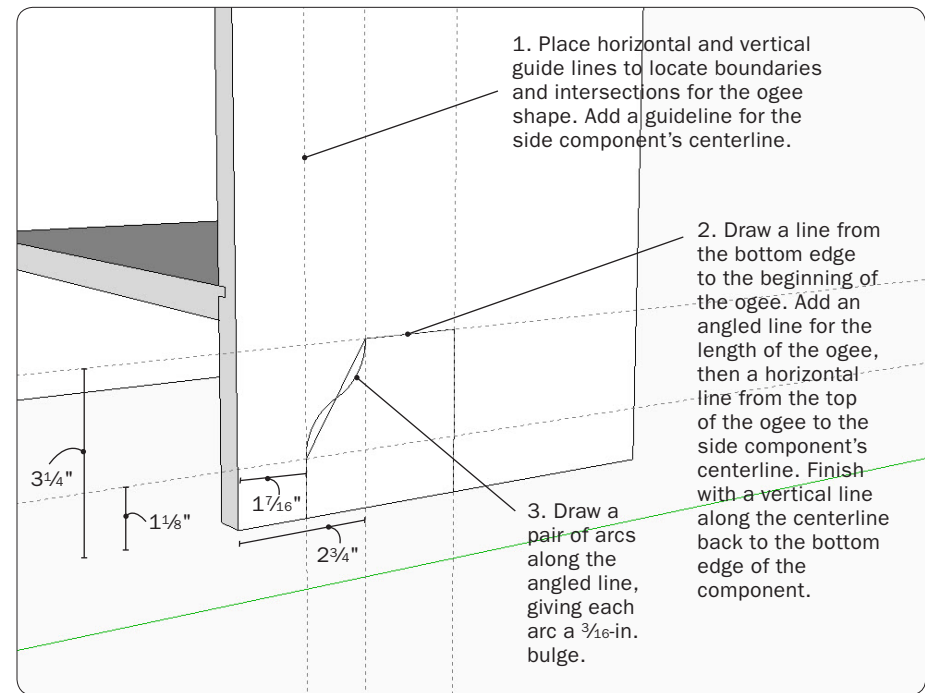 1. Place horizontal and vertical
guide lines to locate boundaries
and intersections for the ogee
shape. Add a guideline for the
side component’s centerline.
2. Draw a line from
the bottom edge
to the beginning of
the ogee. Add an
angled line for the
length of the ogee,
then a horizontal
line from the top
of the ogee to the
side component’s
centerline. Finish
with a vertical line
along the centerline
back to the bottom
edge of the
component.
3¼"
1⅛"
1⁷⁄₁₆"
2¾"
3. Draw a
pair of arcs
along the
angled line,
giving each
arc a ³⁄₁₆-in.
bulge.